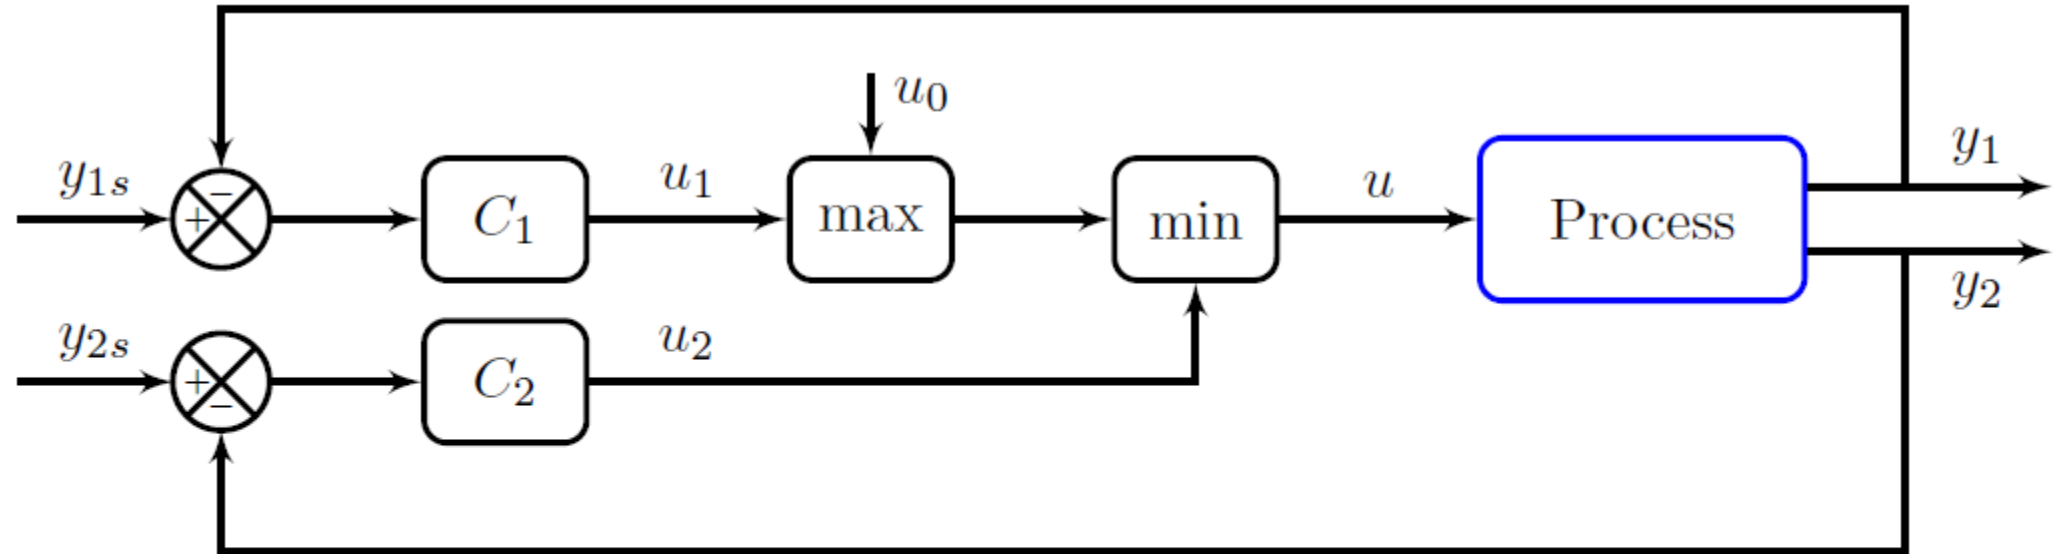 u₀
y₁ₛ
−
+
C₁
u₁
max
min
u
Process
y₁
y₂
y₂ₛ
+
−
C₂
u₂